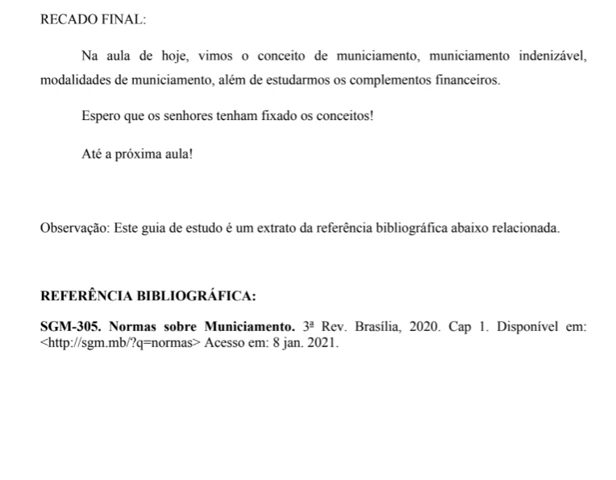 RECADO FINAL:
Na aula de hoje, vimos o conceito de municiamento, municiamento indenizável,
modalidades de municiamento, além de estudarmos os complementos financeiros.
Espero que os senhores tenham fixado os conceitos!
Até a próxima aula!
Observação: Este guia de estudo é um extrato da referência bibliográfica abaixo relacionada.
REFERÊNCIA BIBLIOGRÁFICA:
SGM-305. Normas sobre Municiamento. 3ª Rev. Brasília, 2020. Cap 1. Disponível em:
<http://sgm.mb/?q=normas> Acesso em: 8 jan. 2021.